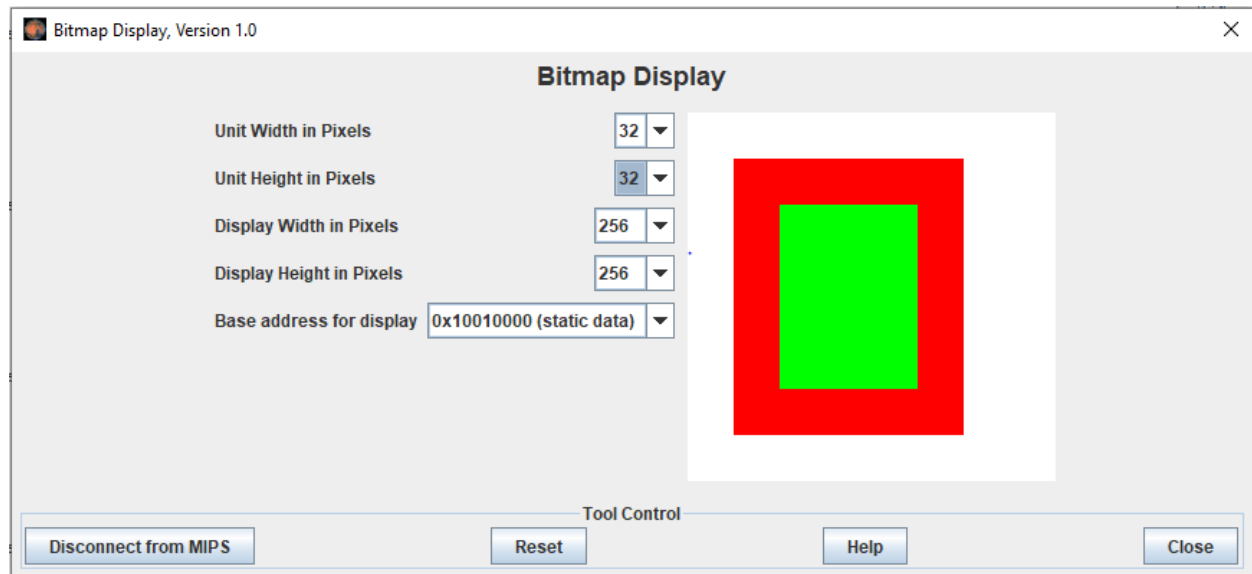 Bitmap Display, Version 1.0
Bitmap Display
Unit Width in Pixels 32
Unit Height in Pixels 32
Display Width in Pixels 256
Display Height in Pixels 256
Base address for display 0x10010000 (static data)
Tool Control
Disconnect from MIPS Reset Help Close